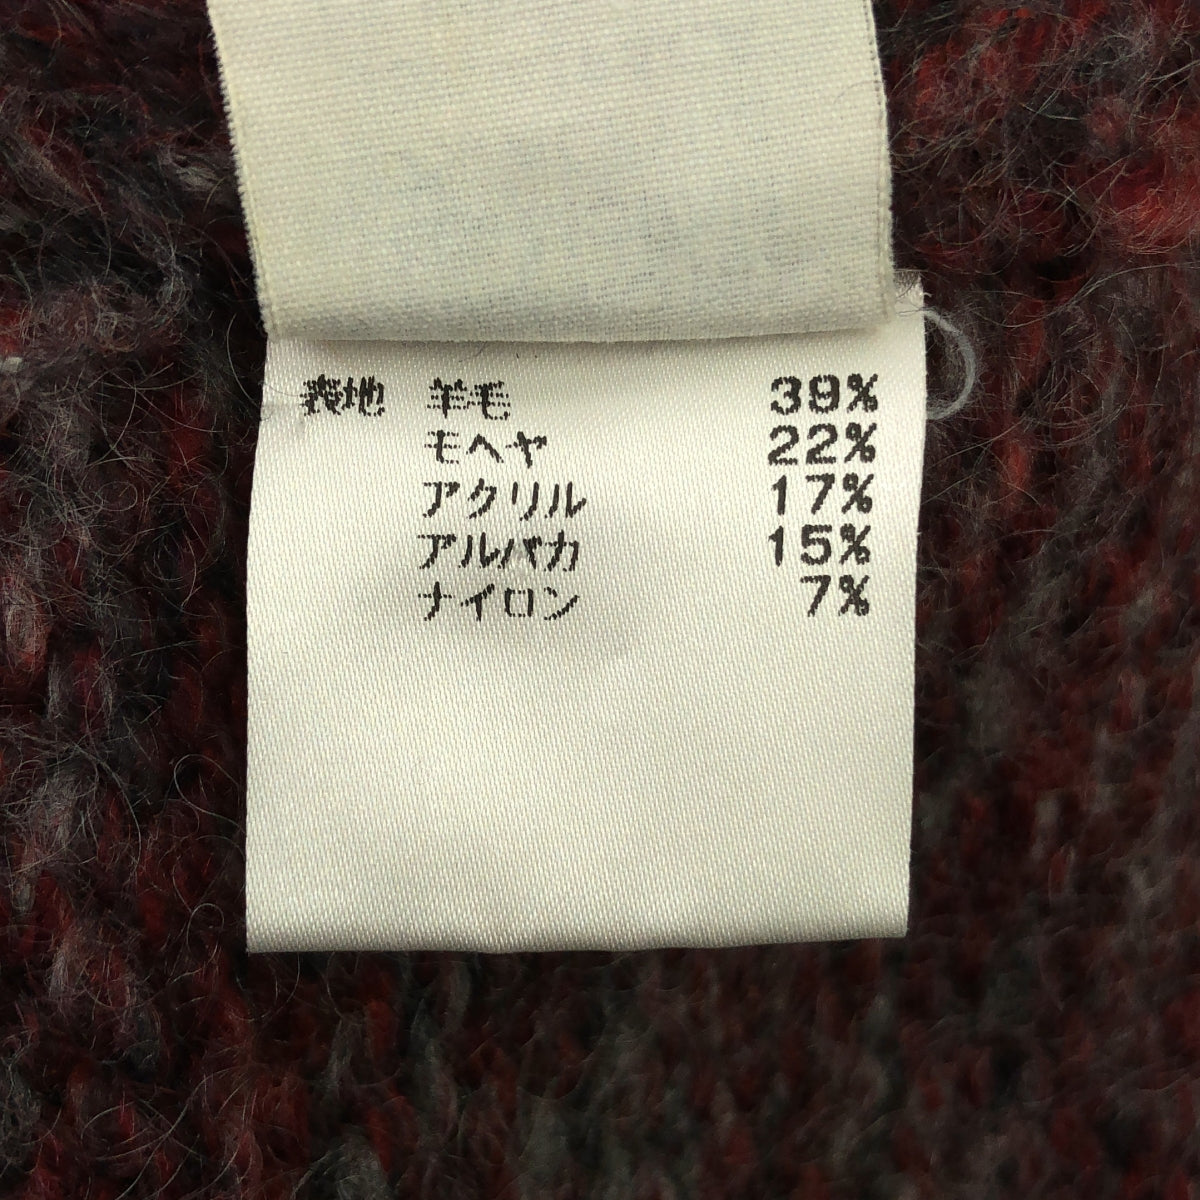 表地 羊毛 39%
モヘヤ 22%
アクリル 17%
アルパカ 15%
ナイロン 7%